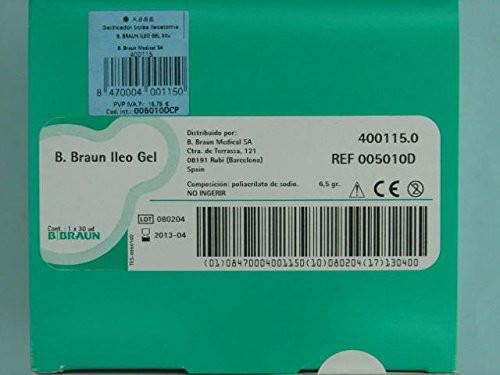 Gelificador bolsa ileostomia
B. BRAUN ILEO GEL 30u
B. Braun Medical SA
400115
8 470004 001150
PVP IVA 7: 15,75 €
Cod. int.: 005010DCP
B. Braun Ileo Gel
Cont.: 1 x 30 ud
B|BRAUN
Distribuido por:
B. Braun Medical SA
Ctra. de Terrassa, 121
08191 Rubí (Barcelona)
Spain
400115.0
REF 005010D
Composición: poliacrilato de sodio. 6,5 gr.
NO INGERIR
LOT 080204
2013-04
(01)08470004001150(10)080204(17)130400